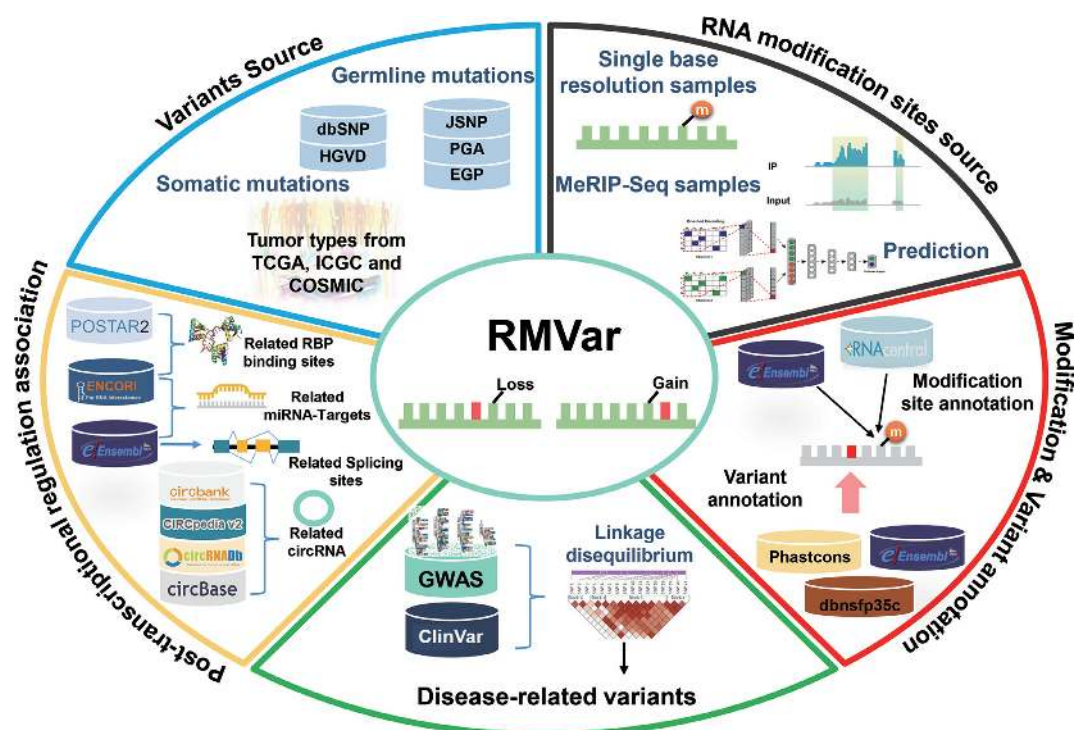 Variants Source
Germline mutations
dbSNP
HGVD
JSNP
PGA
EGP
Somatic mutations
Tumor types from
TCGA, ICGC and
COSMIC
RNA modification sites source
Single base
resolution samples
m
MeRIP-Seq samples
IP
Input
Prediction
RMVar
Loss
Gain
Post-transcriptional regulation association
POSTAR2
Related RBP
binding sites
ENCORI
Related
miRNA-Targets
e!Ensembl
Related Splicing
sites
circbank
CIRCpedia v2
circRNADb
circBase
Related
circRNA
Modification & Variant annotation
e!Ensembl
RNAcentral
Modification
site annotation
m
Variant
annotation
Phastcons
e!Ensembl
dbnsfp35c
GWAS
ClinVar
Linkage
disequilibrium
Disease-related variants